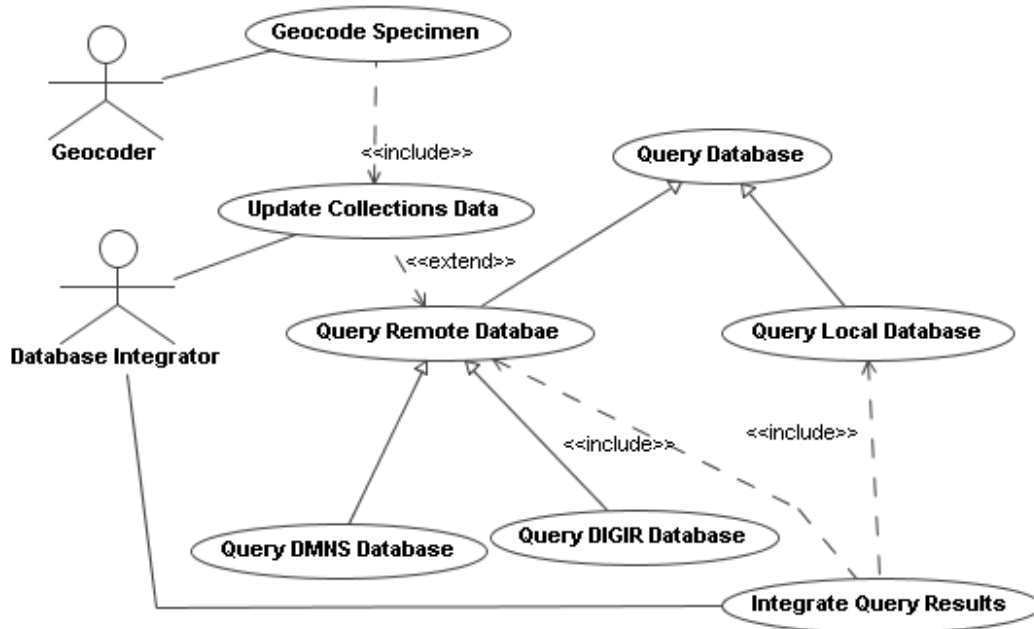 Geocode Specimen
Geocoder
<<include>>
Query Database
Update Collections Data
<<extend>>
Database Integrator
Query Remote Databae
Query Local Database
<<include>>
<<include>>
Query DMNS Database
Query DIGIR Database
Integrate Query Results